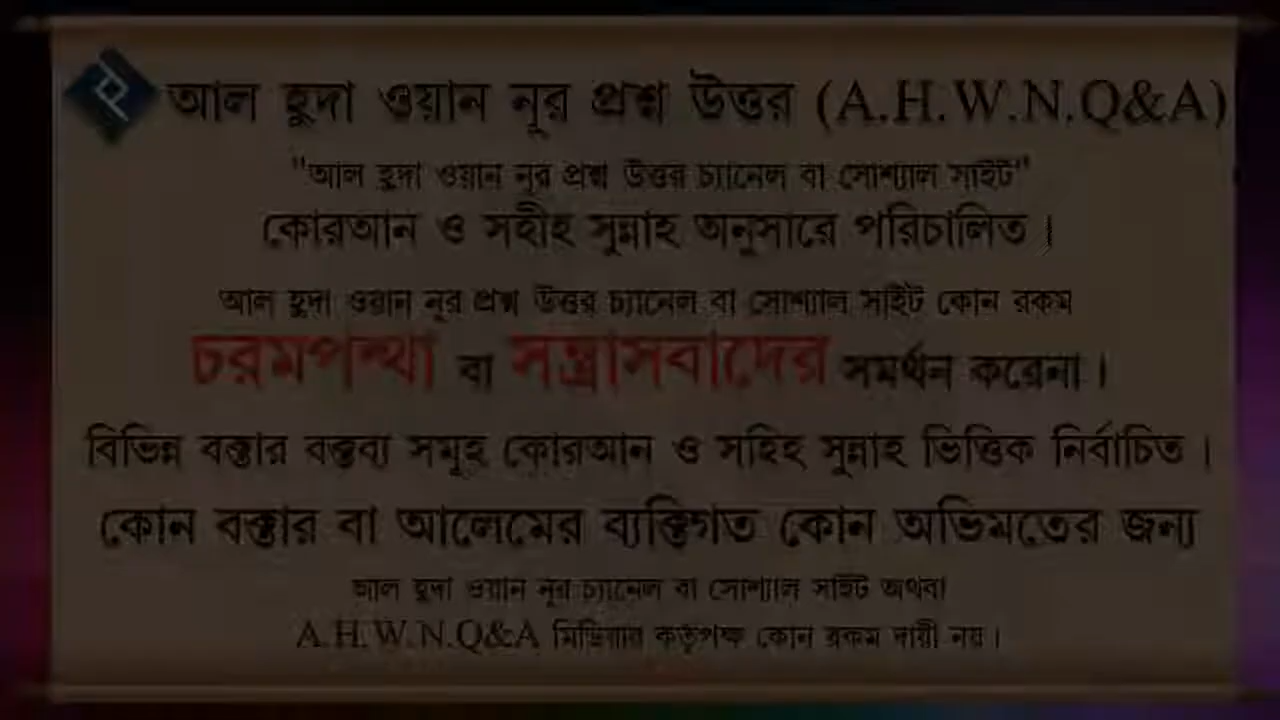 আল হুদা ওয়ান নূর প্রশ্ন উত্তর (A.H.W.N.Q&A)
"আল হুদা ওয়ান নূর প্রশ্ন উত্তর চ্যানেল বা সোশ্যাল সাইট"
কোরআন ও সহীহ সুন্নাহ অনুসারে পরিচালিত।
আল হুদা ওয়ান নূর প্রশ্ন উত্তর চ্যানেল বা সোশ্যাল সাইট কোন রকম
চরমপন্থা বা সন্ত্রাসবাদের সমর্থন করেনা।
বিভিন্ন বক্তার বক্তব্য সমূহ কোরআন ও সহিহ সুন্নাহ ভিত্তিক নির্বাচিত।
কোন বক্তার বা আলেমের ব্যক্তিগত কোন অভিমতের জন্য
আল হুদা ওয়ান নূর চ্যানেল বা সোশ্যাল সাইট অথবা
A.H.W.N.Q&A মিডিয়ার কর্তৃপক্ষ কোন রকম দায়ী নয়।